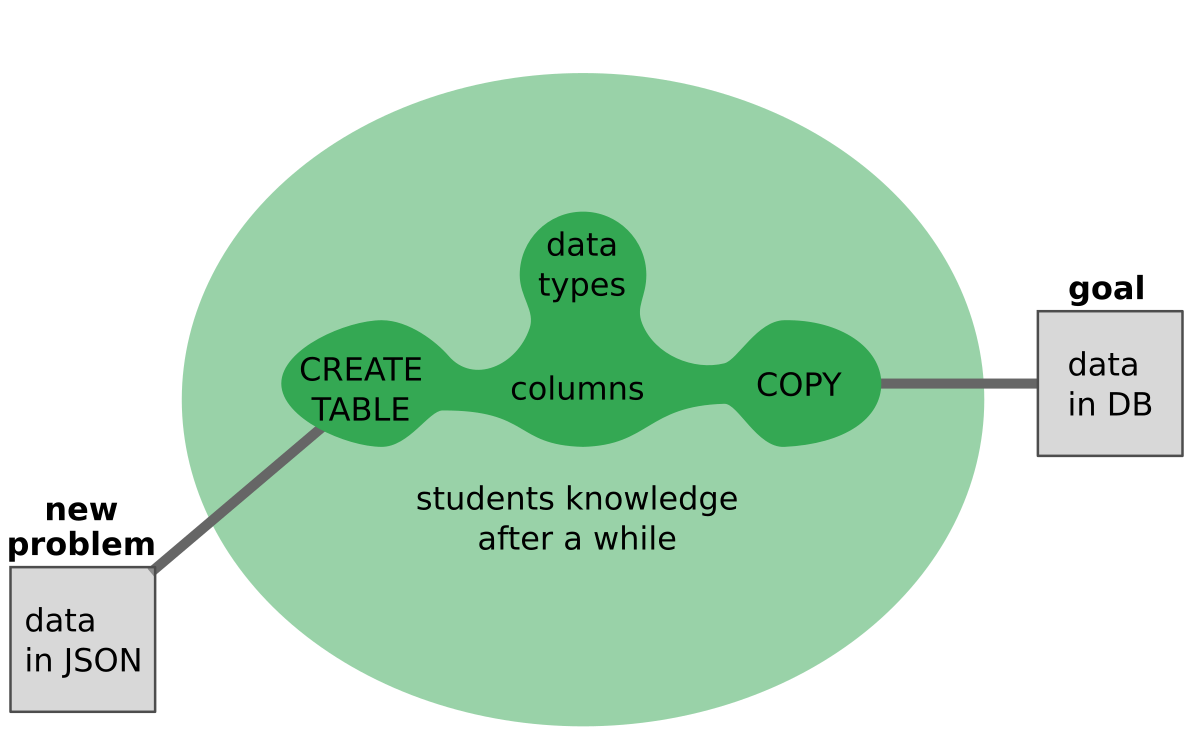 data
types
CREATE
TABLE
columns
COPY
goal
data
in DB
students knowledge
after a while
new
problem
data
in JSON